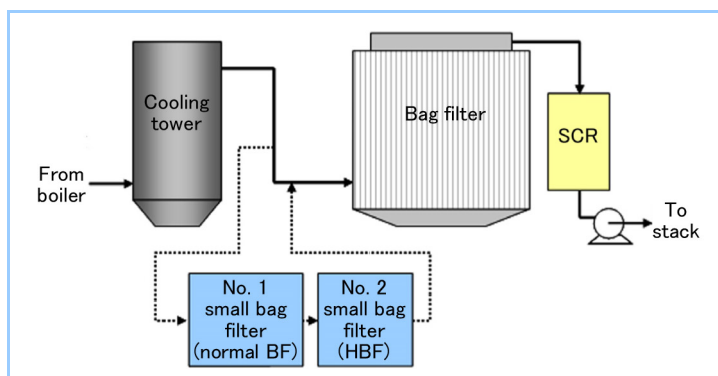 Cooling
tower
Bag filter
SCR
From
boiler
To
stack
No. 1
small bag
filter
(normal BF)
No. 2
small bag
filter
(HBF)